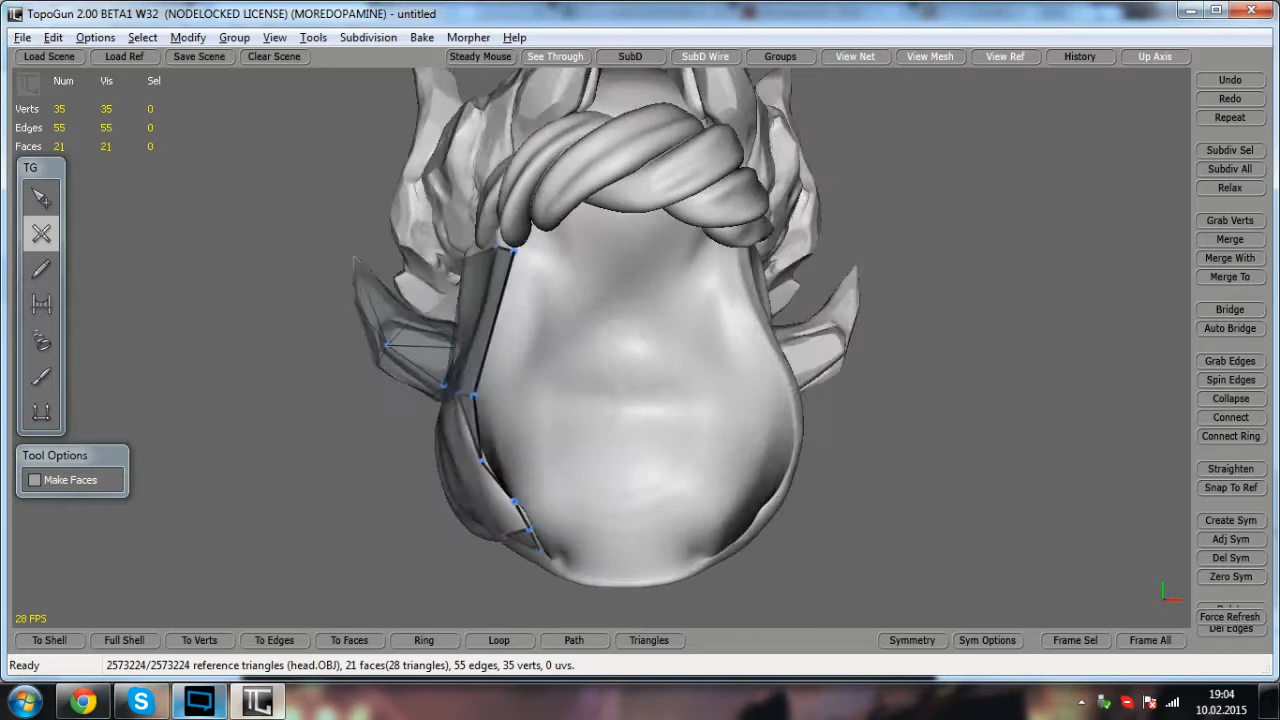 TopoGun 2.00 BETA1 W32 (NODELOCKED LICENSE) (MOREDOPAMINE) - untitled
File Edit Options Select Modify Group View Tools Subdivision Bake Morpher Help
Load Scene Load Ref Save Scene Clear Scene Steady Mouse See Through SubD SubD Wire Groups View Net View Mesh View Ref History Up Axis
Num Vis Sel
Verts 35 35 0
Edges 55 55 0
Faces 21 21 0
TG
Tool Options
Make Faces
Undo
Redo
Repeat
Subdiv Sel
Subdiv All
Relax
Grab Verts
Merge
Merge With
Merge To
Bridge
Auto Bridge
Grab Edges
Spin Edges
Collapse
Connect
Connect Ring
Straighten
Snap To Ref
Create Sym
Adj Sym
Del Sym
Zero Sym
Force Refresh
Del Edges
28 FPS
To Shell Full Shell To Verts To Edges To Faces Ring Loop Path Triangles Symmetry Sym Options Frame Sel Frame All
Ready 2573224/2573224 reference triangles (head.OBJ), 21 faces(28 triangles), 55 edges, 35 verts, 0 uvs.
19:04
10.02.2015